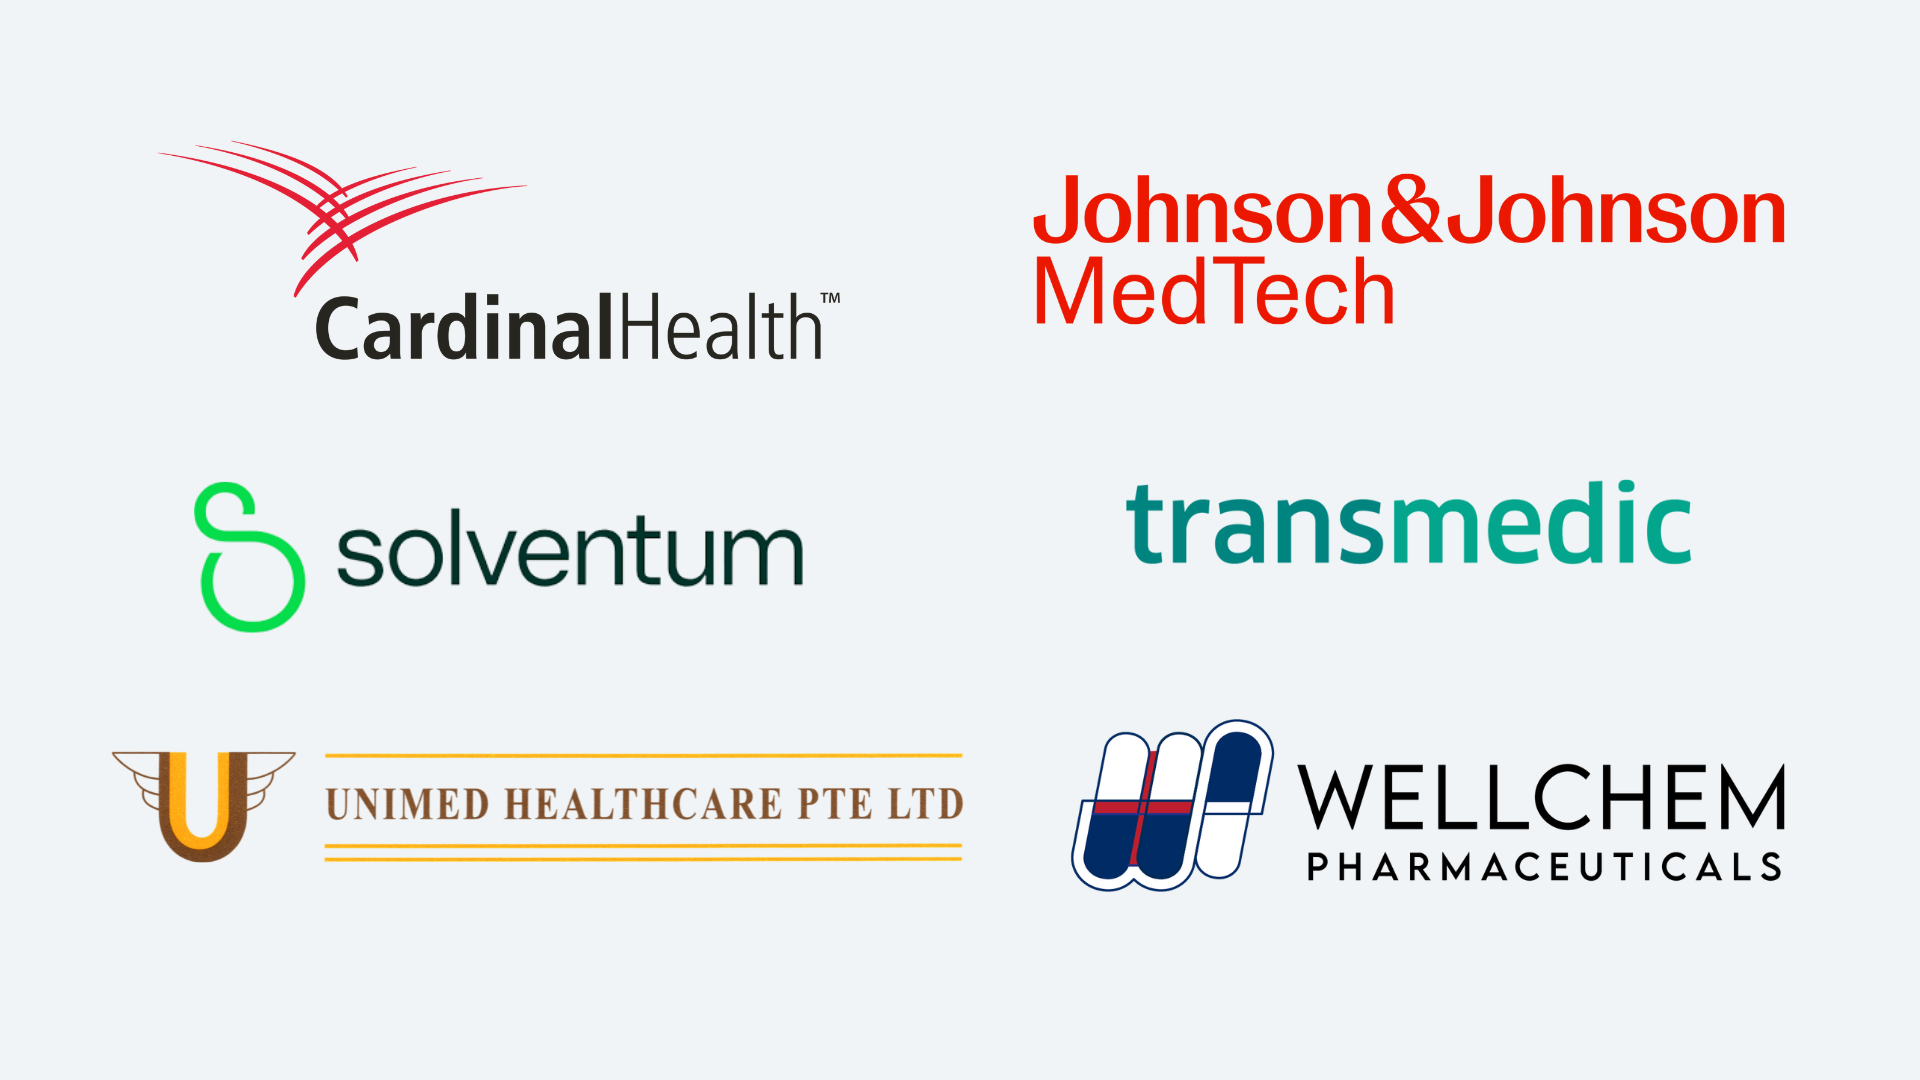 CardinalHealth™
Johnson&Johnson
MedTech
solventum
transmedic
UNIMED HEALTHCARE PTE LTD
WELLCHEM
PHARMACEUTICALS